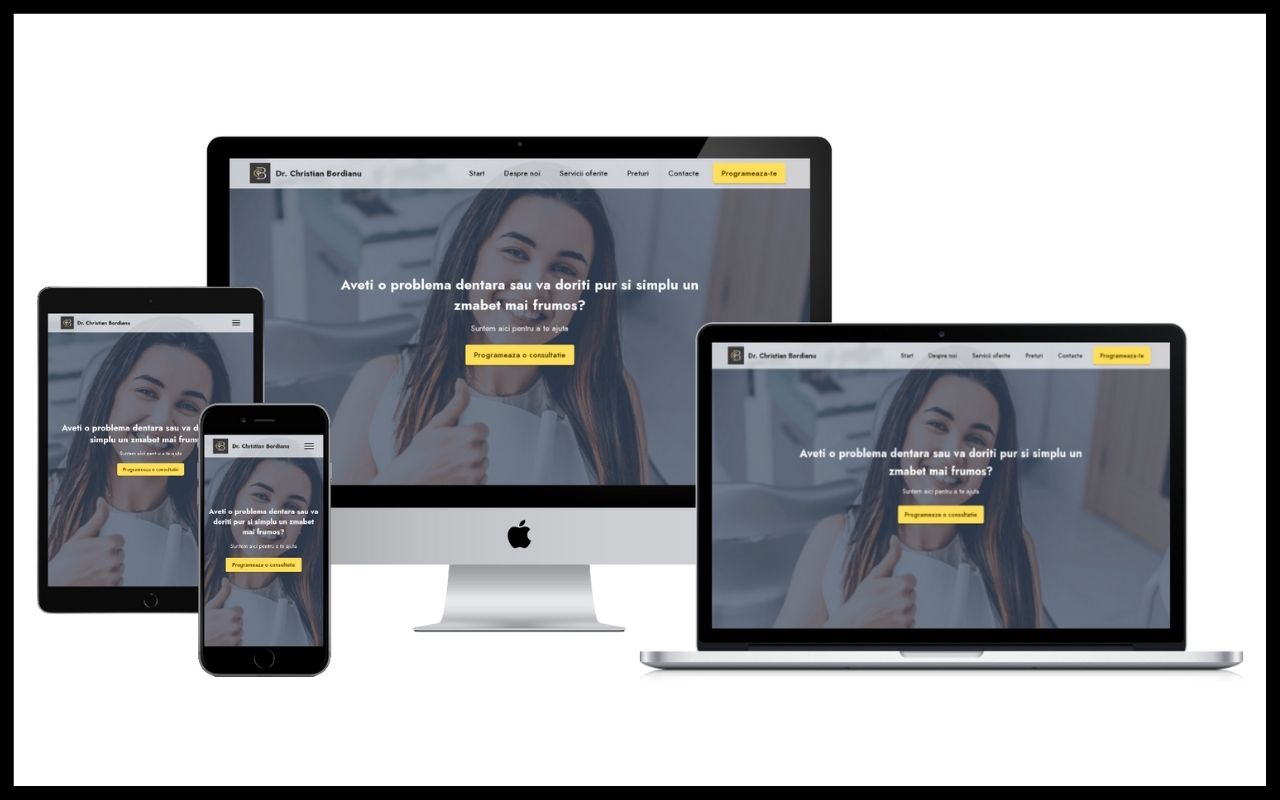 Dr. Christian Bordianu
Start
Despre noi
Servicii oferite
Preturi
Contacte
Programeaza-te
Aveti o problema dentara sau va doriti pur si simplu un
zmabet mai frumos?
Suntem aici pentru a te ajuta
Programeaza o consultatie
Dr. Christian Bordianu
Aveti o problema dentara sau va d
simplu un zmabet mai frum
Suntem aici pentru a te ajuta
Programeaza o consultatie
Dr. Christian Bordianu
Aveti o problema dentara sau va
doriti pur si simplu un zmabet
mai frumos?
Suntem aici pentru a te ajuta
Programeaza o consultatie
Dr. Christian Bordianu
Start
Despre noi
Servicii oferite
Preturi
Contacte
Programeaza-te
Aveti o problema dentara sau va doriti pur si simplu un
zmabet mai frumos?
Suntem aici pentru a te ajuta
Programeaza o consultatie